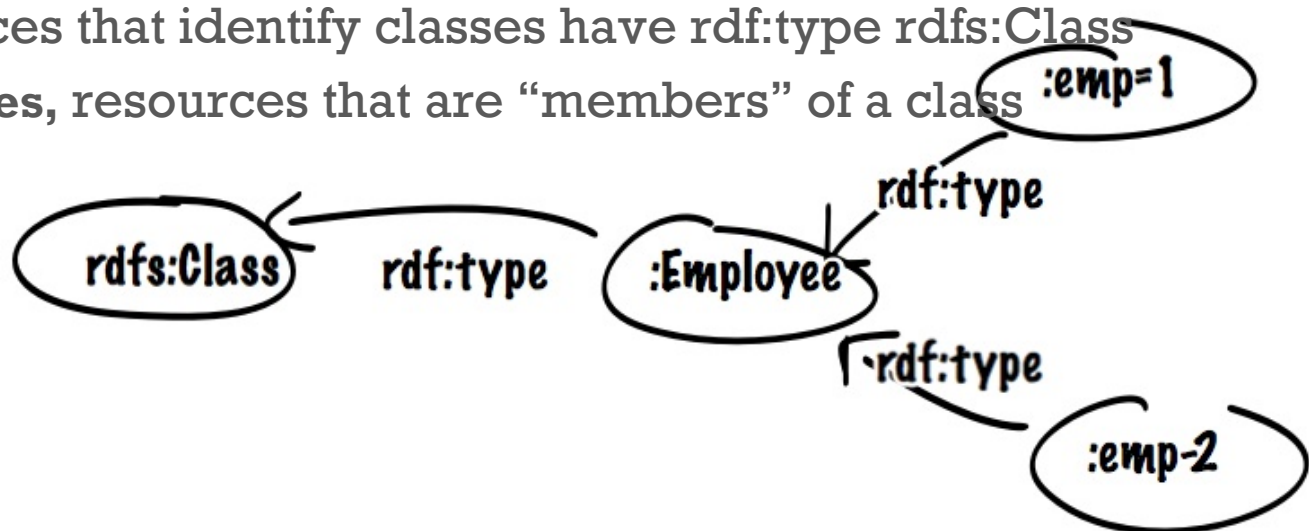 ces that identify classes have rdf:type rdfs:Class
es, resources that are “members” of a class
:emp=1
rdf:type
rdfs:Class
rdf:type
:Employee
rdf:type
:emp-2